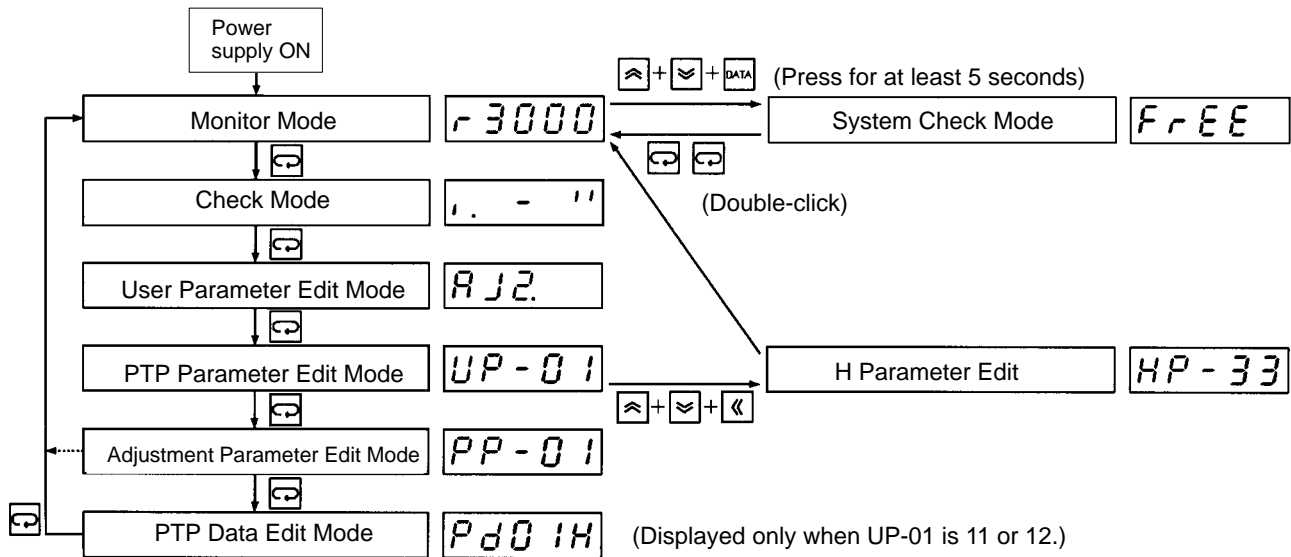 Power
supply ON
+ + DATA (Press for at least 5 seconds)
Monitor Mode r 3000 System Check Mode FrEE
(Double-click)
Check Mode
User Parameter Edit Mode AJ2.
PTP Parameter Edit Mode UP-01 H Parameter Edit HP-33
+ +
Adjustment Parameter Edit Mode PP-01
PTP Data Edit Mode Pd01H (Displayed only when UP-01 is 11 or 12.)